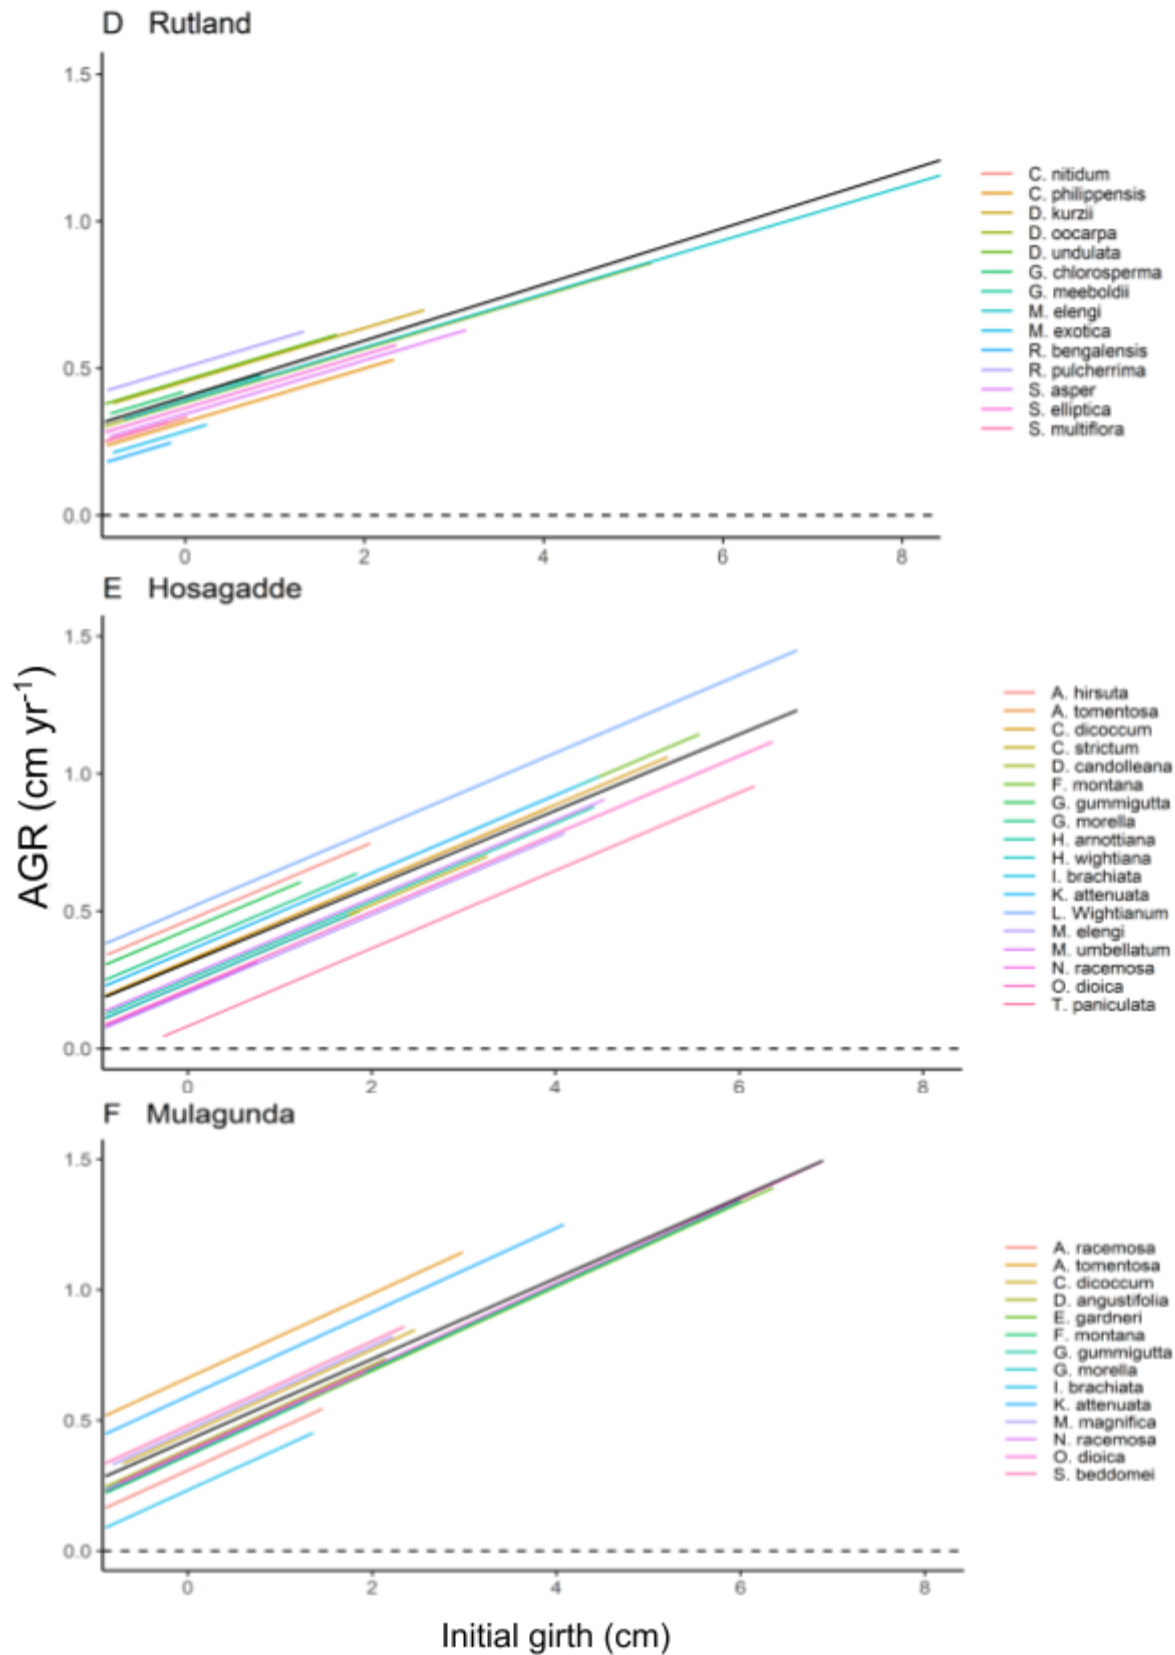 D Rutland
1.5
1.0
0.5
0.0
0 2 4 6 8
C. nitidum
C. philippensis
D. kurzii
D. oocarpa
D. undulata
G. chlorosperma
G. meeboldii
M. elengi
M. exotica
R. bengalensis
R. pulcherrima
S. asper
S. elliptica
S. multiflora
E Hosagadde
AGR (cm yr⁻¹)
1.5
1.0
0.5
0.0
0 2 4 6 8
A. hirsuta
A. tomentosa
C. dicoccum
C. strictum
D. candolleana
F. montana
G. gummigutta
G. morella
H. arnottiana
H. wightiana
I. brachiata
K. attenuata
L. Wightianum
M. elengi
M. umbellatum
N. racemosa
O. dioica
T. paniculata
F Mulagunda
1.5
1.0
0.5
0.0
0 2 4 6 8
A. racemosa
A. tomentosa
C. dicoccum
D. angustifolia
E. gardneri
F. montana
G. gummigutta
G. morella
I. brachiata
K. attenuata
M. magnifica
N. racemosa
O. dioica
S. beddomei
Initial girth (cm)